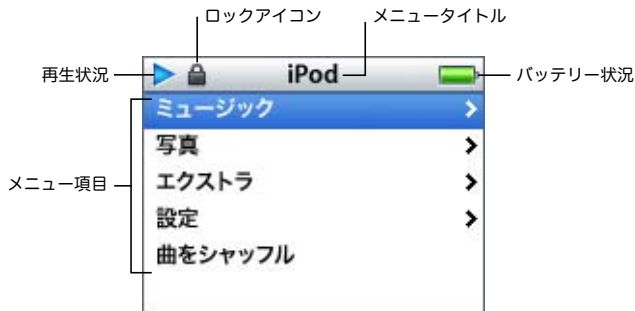 ロックアイコン
メニュータイトル
再生状況
iPod
バッテリー状況
ミュージック
写真
メニュー項目
エクストラ
設定
曲をシャッフル